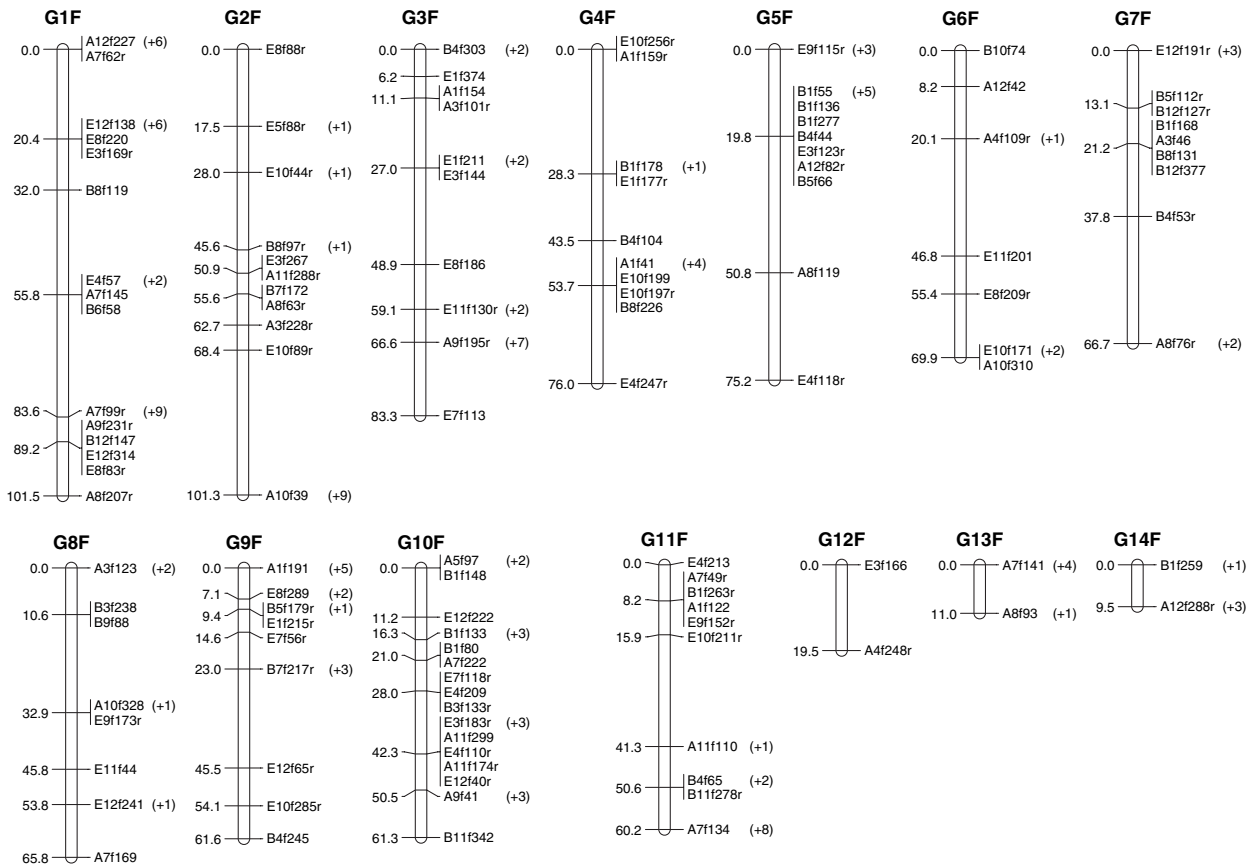 G1F
0.0 A12f227 (+6)
A7f62r
20.4 E12f138 (+6)
E8f220
E3f169r
32.0 B8f119
55.8 E4f57 (+2)
A7f145
B6f58
83.6 A7f99r (+9)
89.2 A9f231r
B12f147
E12f314
E8f83r
101.5 A8f207r
G2F
0.0 E8f88r
17.5 E5f88r (+1)
28.0 E10f44r (+1)
45.6 B8f97r (+1)
50.9 E3f267
A11f288r
55.6 B7f172
A8f63r
62.7 A3f228r
68.4 E10f89r
101.3 A10f39 (+9)
G3F
0.0 B4f303 (+2)
6.2 E1f374
11.1 A1f154
A3f101r
27.0 E1f211 (+2)
E3f144
48.9 E8f186
59.1 E11f130r (+2)
66.6 A9f195r (+7)
83.3 E7f113
G4F
0.0 E10f256r
A1f159r
28.3 B1f178 (+1)
E1f177r
43.5 B4f104
53.7 A1f41 (+4)
E10f199
E10f197r
B8f226
76.0 E4f247r
G5F
0.0 E9f115r (+3)
19.8 B1f55 (+5)
B1f136
B1f277
B4f44
E3f123r
A12f82r
B5f66
50.8 A8f119
75.2 E4f118r
G6F
0.0 B10f74
8.2 A12f42
20.1 A4f109r (+1)
46.8 E11f201
55.4 E8f209r
69.9 E10f171 (+2)
A10f310
G7F
0.0 E12f191r (+3)
13.1 B5f112r
B12f127r
21.2 B1f168
A3f46
B8f131
B12f377
37.8 B4f53r
66.7 A8f76r (+2)
G8F
0.0 A3f123 (+2)
10.6 B3f238
B9f88
32.9 A10f328 (+1)
E9f173r
45.8 E11f44
53.8 E12f241 (+1)
65.8 A7f169
G9F
0.0 A1f191 (+5)
7.1 E8f289 (+2)
9.4 B5f179r (+1)
E1f215r
14.6 E7f56r
23.0 B7f217r (+3)
45.5 E12f65r
54.1 E10f285r
61.6 B4f245
G10F
0.0 A5f97 (+2)
B1f148
11.2 E12f222
16.3 B1f133 (+3)
21.0 B1f80
A7f222
28.0 E7f118r
E4f209
B3f133r
42.3 E3f183r (+3)
A11f299
E4f110r
A11f174r
E12f40r
50.5 A9f41 (+3)
61.3 B11f342
G11F
0.0 E4f213
8.2 A7f49r
B1f263r
A1f122
E9f152r
15.9 E10f211r
41.3 A11f110 (+1)
50.6 B4f65 (+2)
B11f278r
60.2 A7f134 (+8)
G12F
0.0 E3f166
19.5 A4f248r
G13F
0.0 A7f141 (+4)
11.0 A8f93 (+1)
G14F
0.0 B1f259 (+1)
9.5 A12f288r (+3)